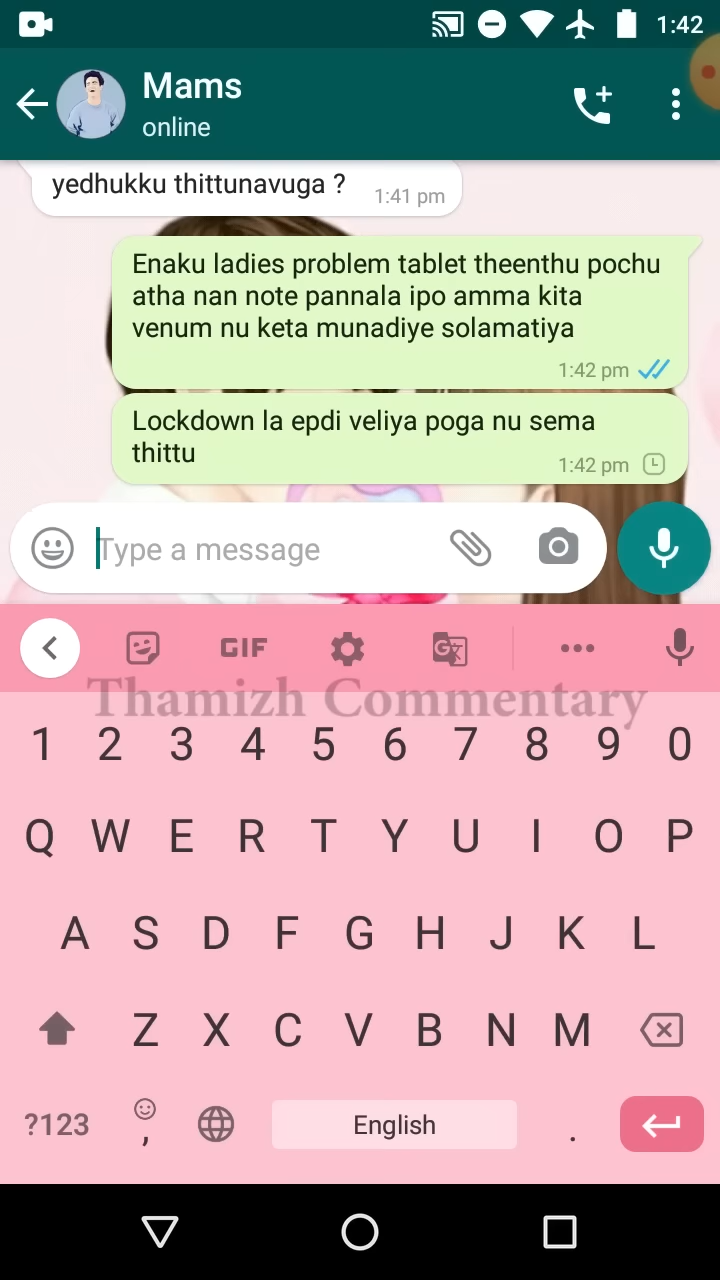 1:42
Mams
online
yedhukku thittunavuga ?
1:41 pm
Enaku ladies problem tablet theenthu pochu
atha nan note pannala ipo amma kita
venum nu keta munadiye solamatiya
1:42 pm
Lockdown la epdi veliya poga nu sema
thittu
1:42 pm
Type a message
GIF
G文
Thamizh Commentary
1 2 3 4 5 6 7 8 9 0
Q W E R T Y U I O P
A S D F G H J K L
Z X C V B N M
?123 , English .